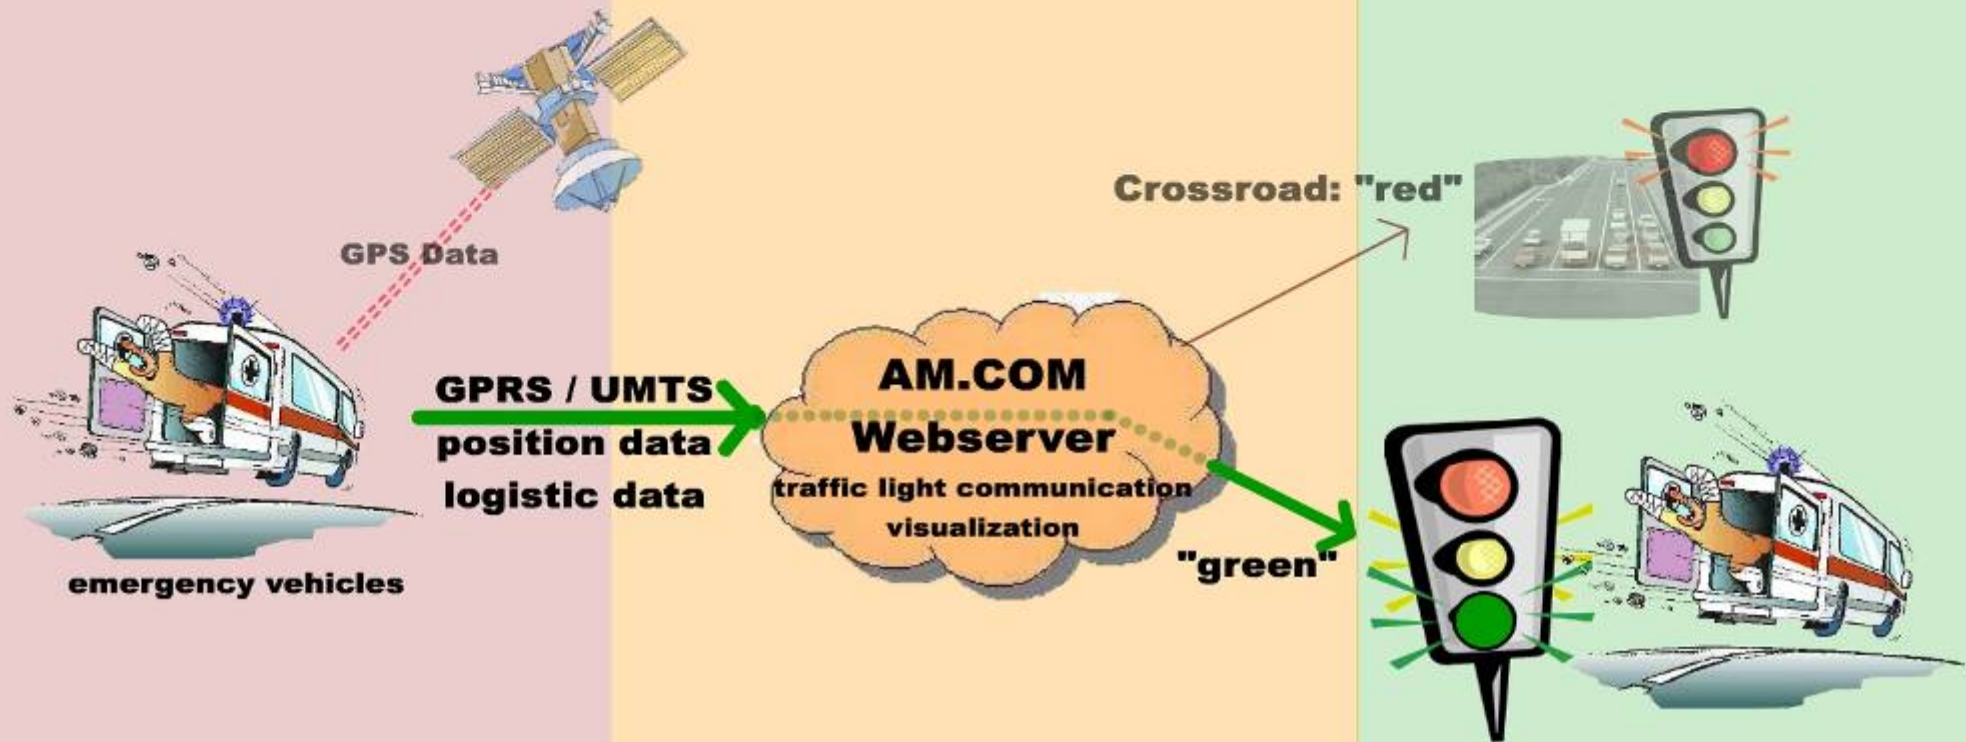 GPS Data
GPRS / UMTS
position data
logistic data
emergency vehicles
AM.COM
Webserver
traffic light communication
visualization
Crossroad: "red"
"green"